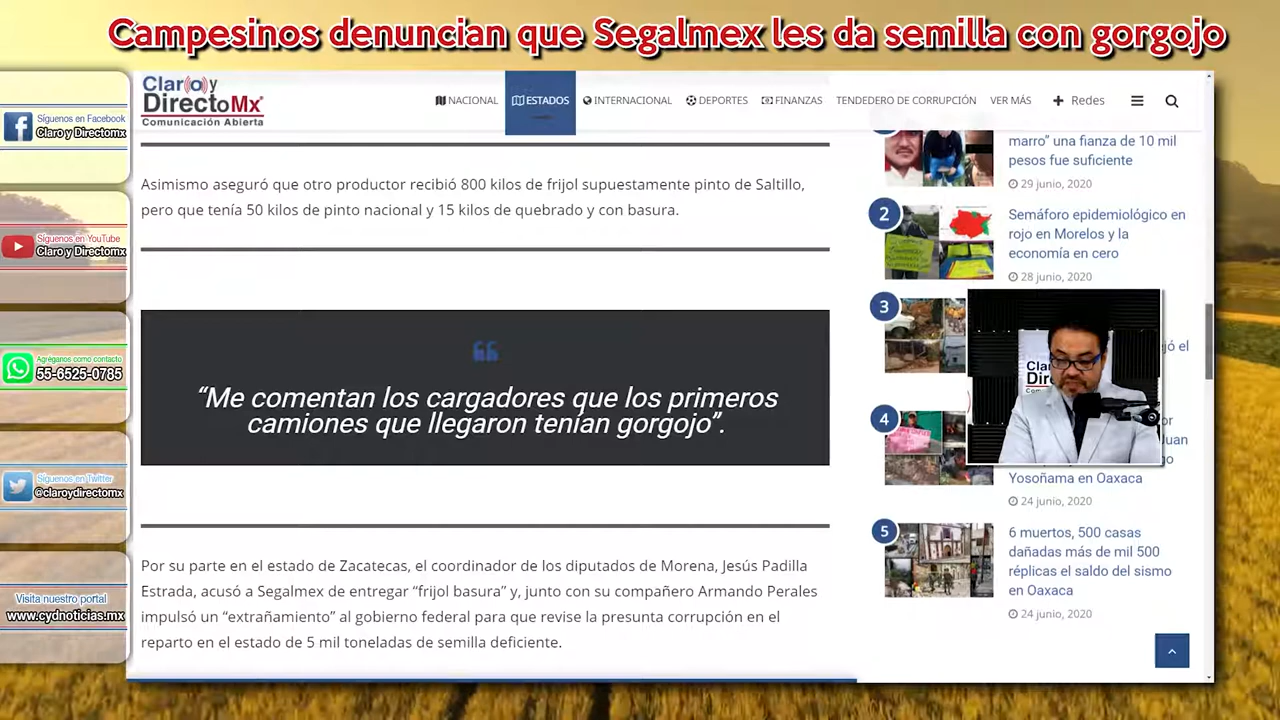 Campesinos denuncian que Segalmex les da semilla con gorgojo
Síguenos en Facebook
Claro y Directomx
Síguenos en YouTube
Claro y Directomx
Agréganos como contacto
55-6525-0785
Síguenos en Twitter
@claroydirectomx
Visita nuestro portal
www.cydnoticias.mx
Claro y
DirectoMx
Comunicación Abierta
NACIONAL ESTADOS INTERNACIONAL DEPORTES FINANZAS TENDEDERO DE CORRUPCIÓN VER MÁS + Redes
Asimismo aseguró que otro productor recibió 800 kilos de frijol supuestamente pinto de Saltillo,
pero que tenía 50 kilos de pinto nacional y 15 kilos de quebrado y con basura.
“Me comentan los cargadores que los primeros
camiones que llegaron tenían gorgojo”.
Por su parte en el estado de Zacatecas, el coordinador de los diputados de Morena, Jesús Padilla
Estrada, acusó a Segalmex de entregar “frijol basura” y, junto con su compañero Armando Perales
impulsó un “extrañamiento” al gobierno federal para que revise la presunta corrupción en el
reparto en el estado de 5 mil toneladas de semilla deficiente.
marro” una fianza de 10 mil
pesos fue suficiente
29 junio, 2020
2
Semáforo epidemiológico en
rojo en Morelos y la
economía en cero
28 junio, 2020
3
el
Clar
Dire
4
Yosoñama en Oaxaca
24 junio, 2020
5
6 muertos, 500 casas
dañadas más de mil 500
réplicas el saldo del sismo
en Oaxaca
24 junio, 2020